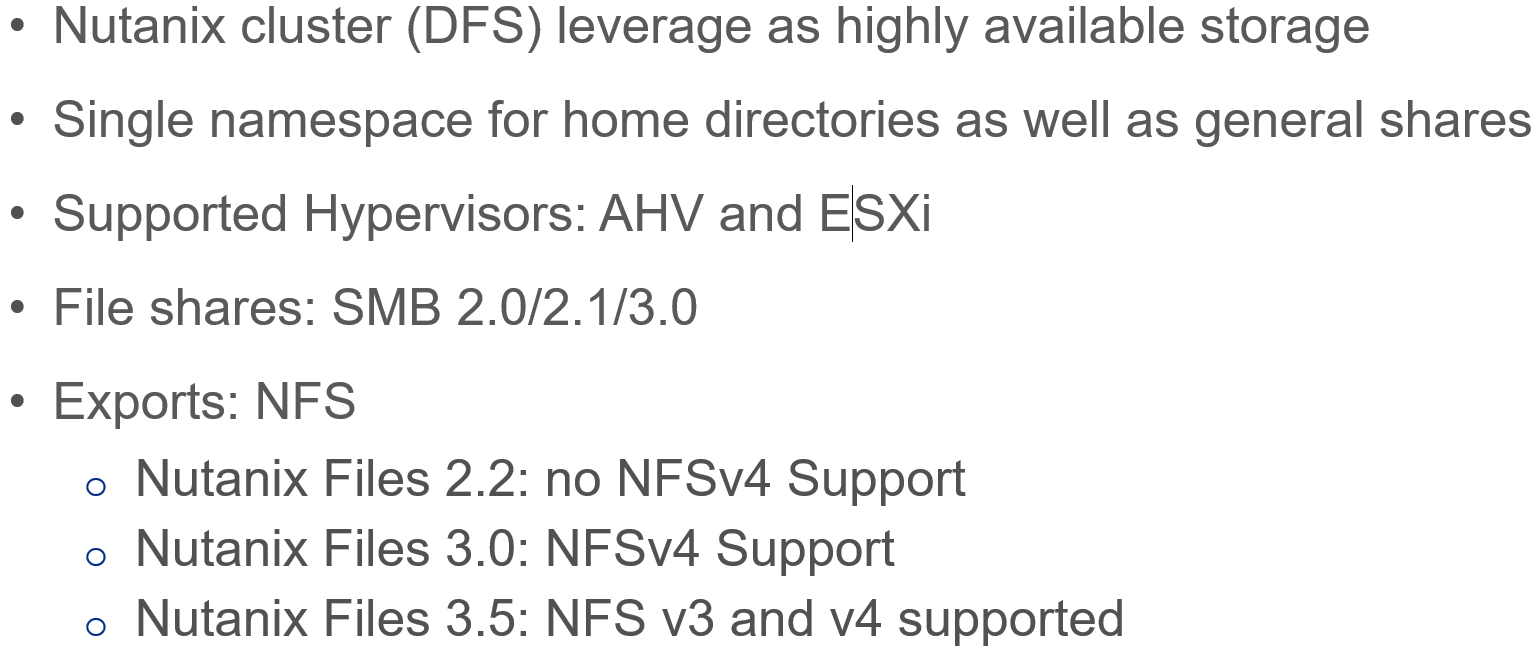 • Nutanix cluster (DFS) leverage as highly available storage
• Single namespace for home directories as well as general shares
• Supported Hypervisors: AHV and ESXi
• File shares: SMB 2.0/2.1/3.0
• Exports: NFS
o Nutanix Files 2.2: no NFSv4 Support
o Nutanix Files 3.0: NFSv4 Support
o Nutanix Files 3.5: NFS v3 and v4 supported